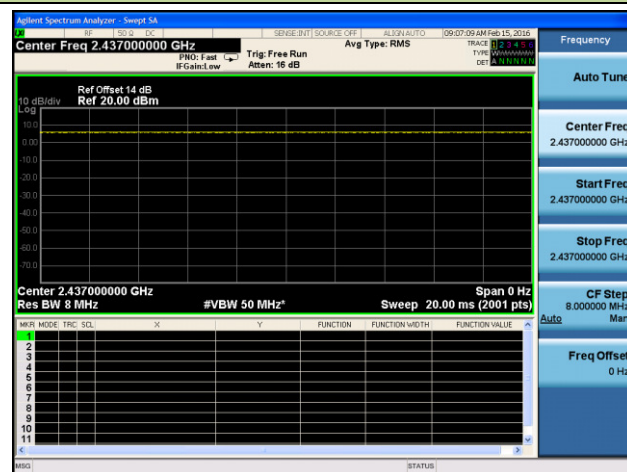 Agilent Spectrum Analyzer - Swept SA
RF 50 Ω DC SENSE:INT SOURCE OFF ALIGN AUTO 09:07:09 AM Feb 15, 2016
Center Freq 2.437000000 GHz
PNO: Fast
IFGain:Low
Trig: Free Run
Atten: 16 dB
Avg Type: RMS
TRACE 1 2 3 4 5 6
TYPE
DET A N N N N N
Ref Offset 14 dB
10 dB/div Ref 20.00 dBm
Log
10.0
0.00
-10.0
-20.0
-30.0
-40.0
-50.0
-60.0
-70.0
Center 2.437000000 GHz Span 0 Hz
Res BW 8 MHz #VBW 50 MHz* Sweep 20.00 ms (2001 pts)
MKR MODE TRC SCL X Y FUNCTION FUNCTION WIDTH FUNCTION VALUE
1
2
3
4
5
6
7
8
9
10
11
MSG STATUS
Frequency
Auto Tune
Center Freq
2.437000000 GHz
Start Freq
2.437000000 GHz
Stop Freq
2.437000000 GHz
CF Step
8.000000 MHz
Auto Man
Freq Offset
0 Hz